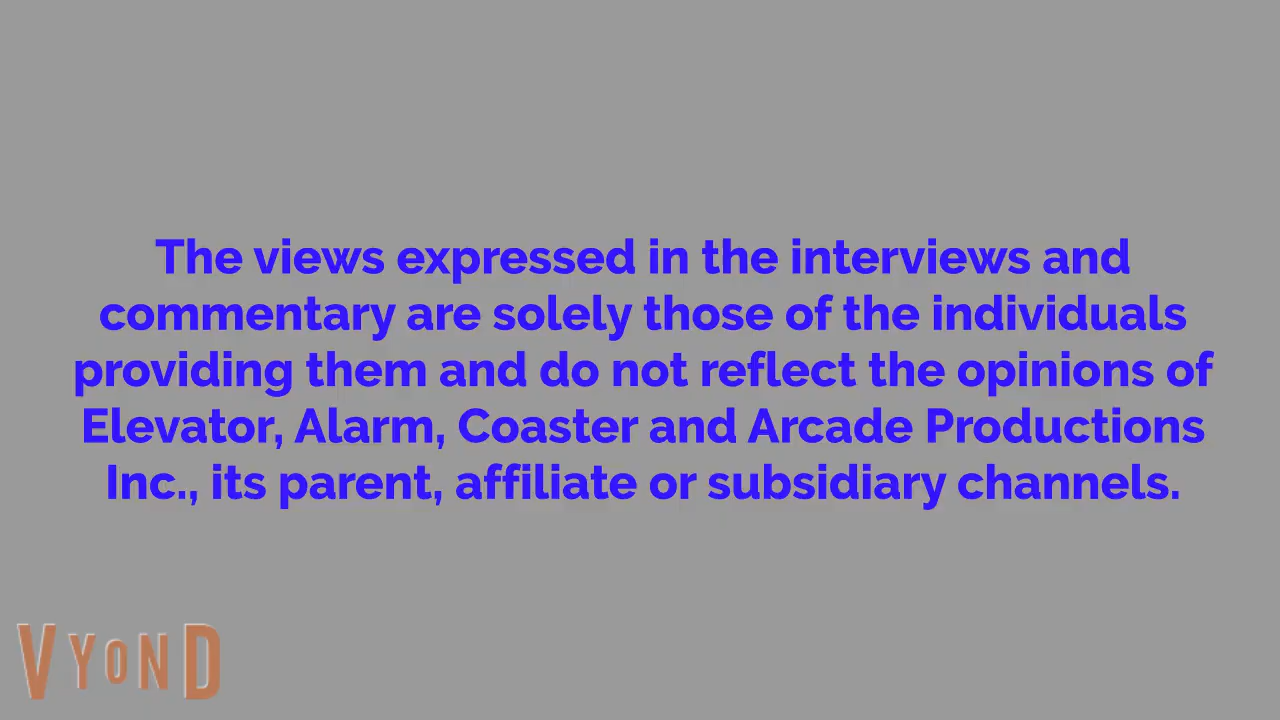 The views expressed in the interviews and
commentary are solely those of the individuals
providing them and do not reflect the opinions of
Elevator, Alarm, Coaster and Arcade Productions
Inc., its parent, affiliate or subsidiary channels.
VYOND